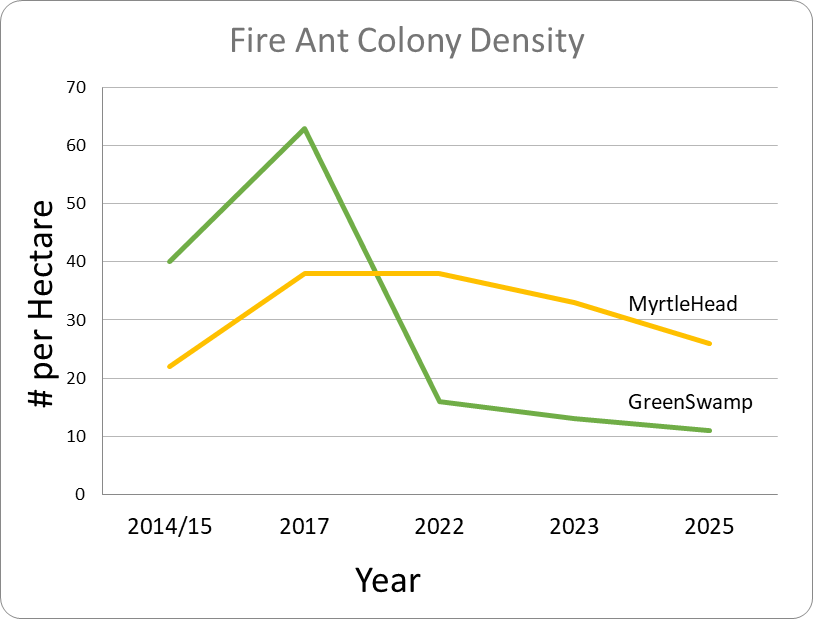 Fire Ant Colony Density
70
60
50
40
30
20
10
0
# per Hectare
MyrtleHead
GreenSwamp
2014/15 2017 2022 2023 2025
Year